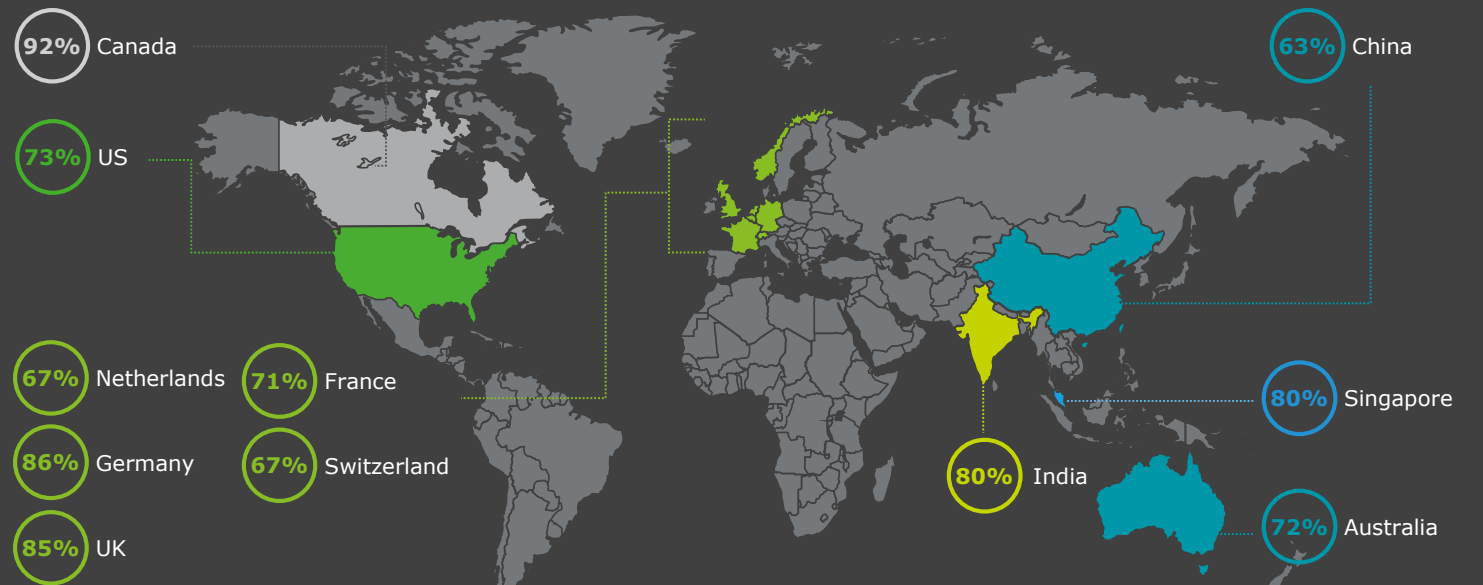 92% Canada
63% China
73% US
67% Netherlands
71% France
80% Singapore
86% Germany
67% Switzerland
80% India
72% Australia
85% UK